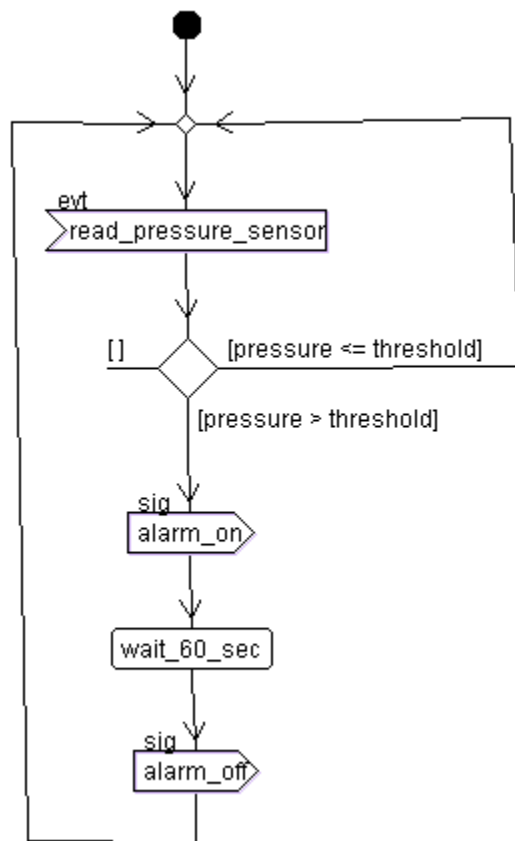 evt
read_pressure_sensor
[ ]
[pressure <= threshold]
[pressure > threshold]
sig
alarm_on
wait_60_sec
sig
alarm_off